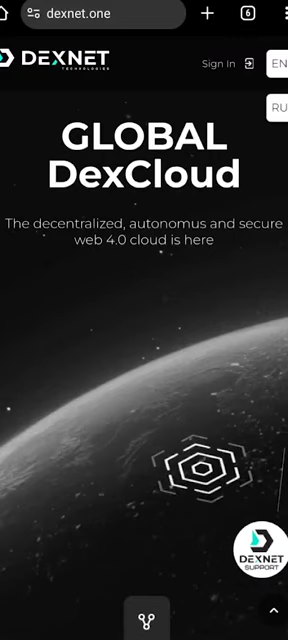 dexnet.one
6
DEXNET
TECHNOLOGIES
Sign In
EN
RU
GLOBAL
DexCloud
The decentralized, autonomus and secure
web 4.0 cloud is here
DEXNET
SUPPORT